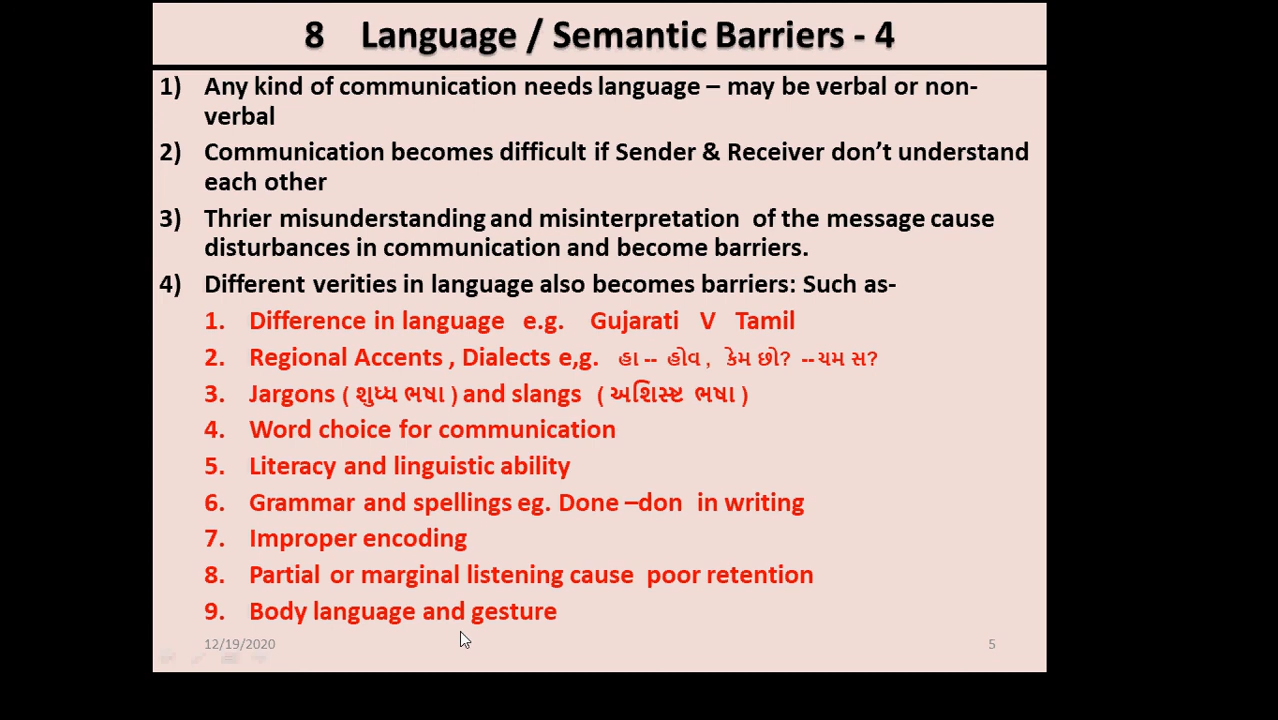 8 Language / Semantic Barriers - 4
1) Any kind of communication needs language – may be verbal or non-
verbal
2) Communication becomes difficult if Sender & Receiver don't understand
each other
3) Thrier misunderstanding and misinterpretation of the message cause
disturbances in communication and become barriers.
4) Different verities in language also becomes barriers: Such as-
1. Difference in language e.g. Gujarati V Tamil
2. Regional Accents , Dialects e,g. હા -- હોવ , કેમ છો? -- ચમ સ?
3. Jargons ( શુધ્ધ ભષા ) and slangs ( અશિસ્ષ્ટ ભષા )
4. Word choice for communication
5. Literacy and linguistic ability
6. Grammar and spellings eg. Done –don in writing
7. Improper encoding
8. Partial or marginal listening cause poor retention
9. Body language and gesture
12/19/2020 5